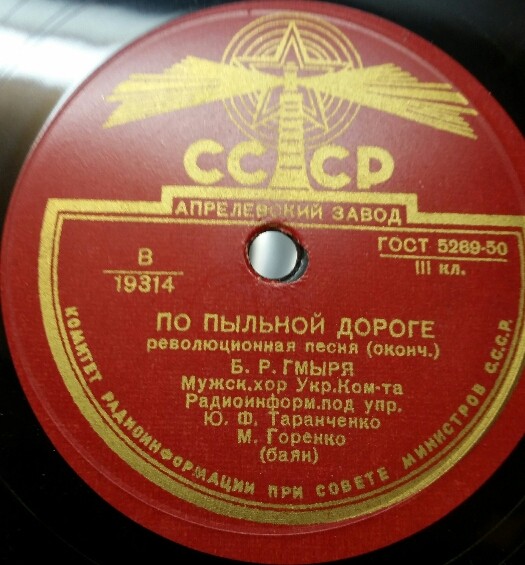 СССР
АПРЕЛЕВСКИЙ ЗАВОД
В
19314
ГОСТ 5269-50
III кл.
ПО ПЫЛЬНОЙ ДОРОГЕ
революционная песня (оконч.)
Б. Р. ГМЫРЯ
Мужск.хор Укр.Ком-та
Радиоинформ.под упр.
Ю. Ф. Таранченко
М. Горенко
(баян)
КОМИТЕТ РАДИОИНФОРМАЦИИ ПРИ СОВЕТЕ МИНИСТРОВ С.С.С.Р.